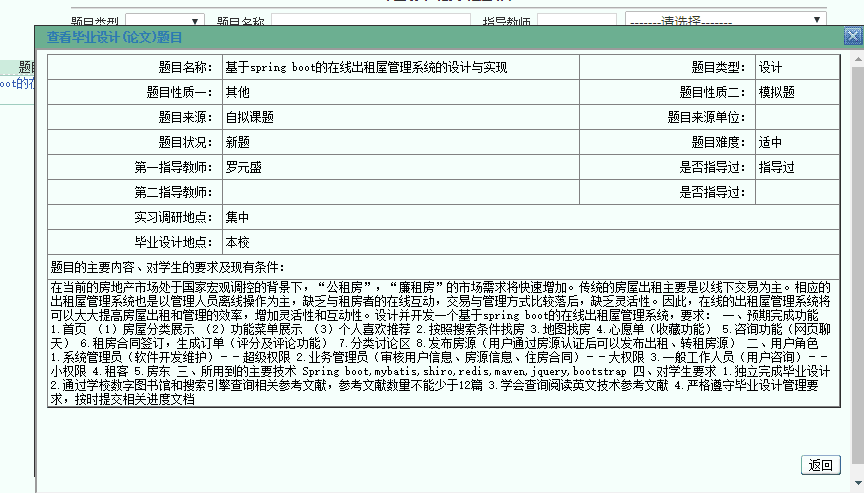 题目类型
题目名称
指导教师
-------请选择-------
查看毕业设计(论文)题目
题目名称: 基于spring boot的在线出租屋管理系统的设计与实现 题目类型: 设计
题目性质一: 其他 题目性质二: 模拟题
题目来源: 自拟课题 题目来源单位:
题目状况: 新题 题目难度: 适中
第一指导教师: 罗元盛 是否指导过: 指导过
第二指导教师: 是否指导过:
实习调研地点: 集中
毕业设计地点: 本校
题目的主要内容、对学生的要求及现有条件:
在当前的房地产市场处于国家宏观调控的背景下，“公租房”，“廉租房”的市场需求将快速增加。传统的房屋出租主要是以线下交易为主。相应的
出租屋管理系统也是以管理人员离线操作为主，缺乏与租房者的在线互动，交易与管理方式比较落后，缺乏灵活性。因此，在线的出租屋管理系统将
可以大大提高房屋出租和管理的效率，增加灵活性和互动性。设计并开发一个基于spring boot的在线出租屋管理系统，要求： 一、预期完成功能
1.首页 （1）房屋分类展示 （2）功能菜单展示 （3）个人喜欢推荐 2.按照搜索条件找房 3.地图找房 4.心愿单（收藏功能） 5.咨询功能（网页聊
天） 6.租房合同签订，生成订单（评分及评论功能） 7.分类讨论区 8.发布房源（用户通过房源认证后可以发布出租、转租房源） 二、用户角色
1.系统管理员（软件开发维护）－－超级权限 2.业务管理员（审核用户信息、房源信息、住房合同）－－大权限 3.一般工作人员（用户咨询）－－
小权限 4.租客 5.房东 三、所用到的主要技术 Spring boot,mybatis,shiro,redis,maven,jquery,bootstrap 四、对学生要求 1.独立完成毕业设计
2.通过学校数字图书馆和搜索引擎查询相关参考文献，参考文献数量不能少于12篇 3.学会查询阅读英文技术参考文献 4.严格遵守毕业设计管理要
求，按时提交相关进度文档
返回